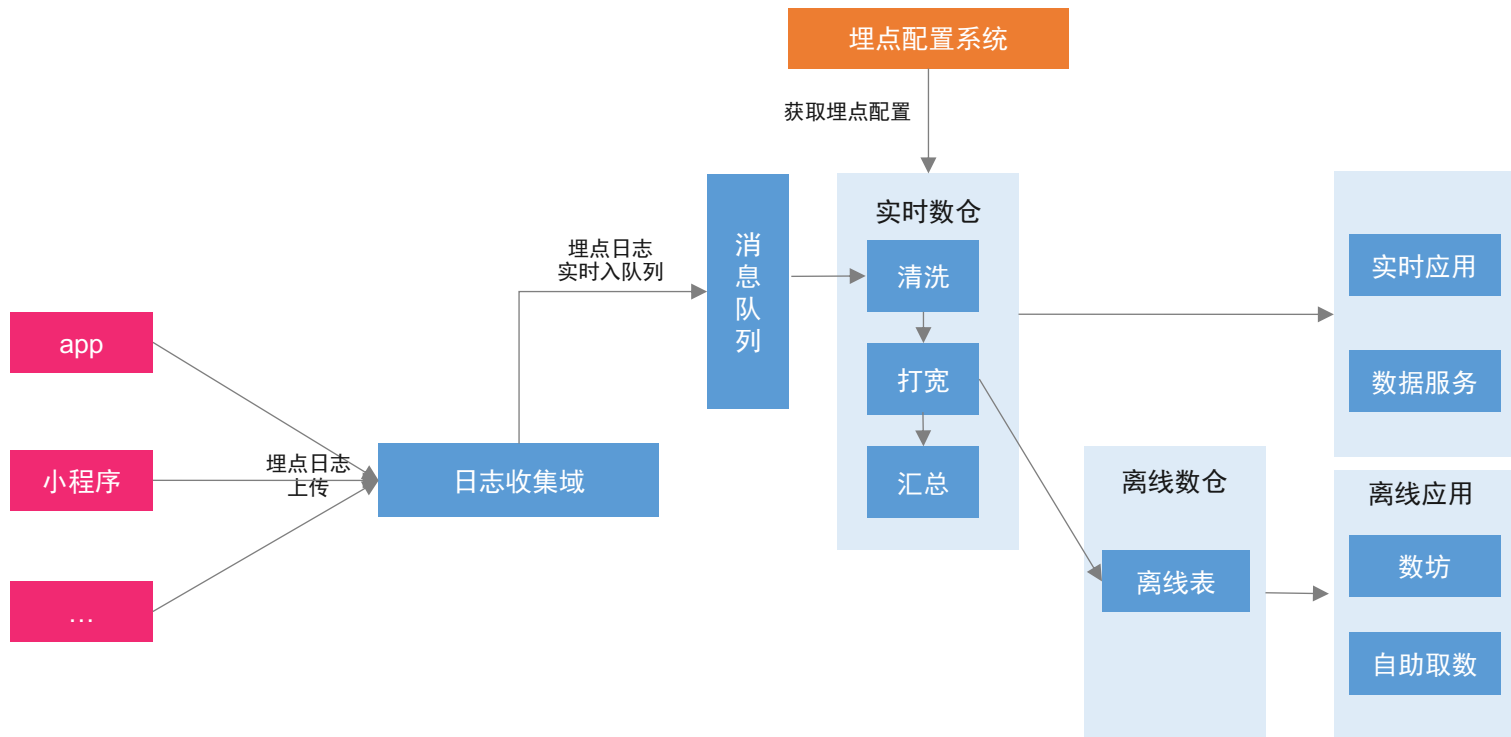 埋点配置系统
获取埋点配置
实时数仓
消
息
队
列
埋点日志
实时入队列
清洗
实时应用
app
打宽
数据服务
小程序
埋点日志
上传
日志收集域
汇总
离线数仓
离线应用
数坊
离线表
...
自助取数